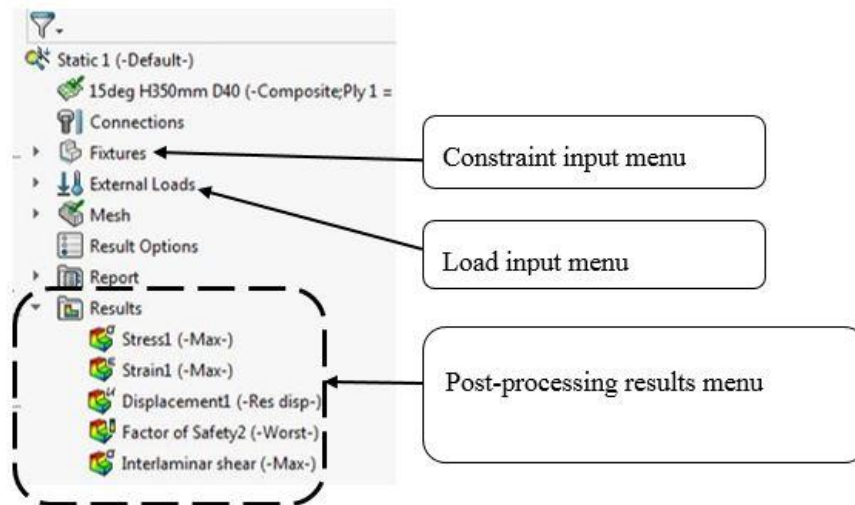 Static 1 (-Default-)
15deg H350mm D40 (-Composite;Ply 1 =
Connections
Fixtures
External Loads
Mesh
Result Options
Report
Results
Stress1 (-Max-)
Strain1 (-Max-)
Displacement1 (-Res disp-)
Factor of Safety2 (-Worst-)
Interlaminar shear (-Max-)
Constraint input menu
Load input menu
Post-processing results menu